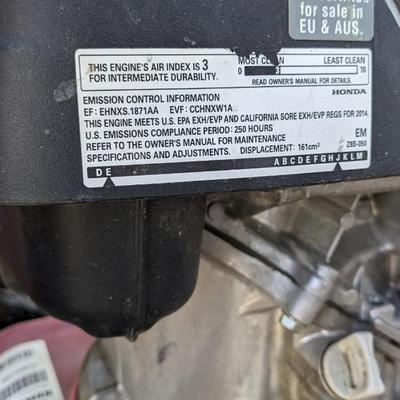 for sale in
EU & AUS.
THIS ENGINE'S AIR INDEX IS 3
FOR INTERMEDIATE DURABILITY.
MOST CLEAN LEAST CLEAN
0 3 10
READ OWNER'S MANUAL FOR DETAILS.
EMISSION CONTROL INFORMATION HONDA
EF : EHNXS.1871AA EVF : CCHNXW1A
THIS ENGINE MEETS U.S. EPA EXH/EVP AND CALIFORNIA SORE EXH/EVP REGS FOR 2014.
U.S. EMISSIONS COMPLIANCE PERIOD: 250 HOURS EM
REFER TO THE OWNER'S MANUAL FOR MAINTENANCE Z8B-050
SPECIFICATIONS AND ADJUSTMENTS. DISPLACEMENT: 161cm³
D E A B C D E F G H I J K L M